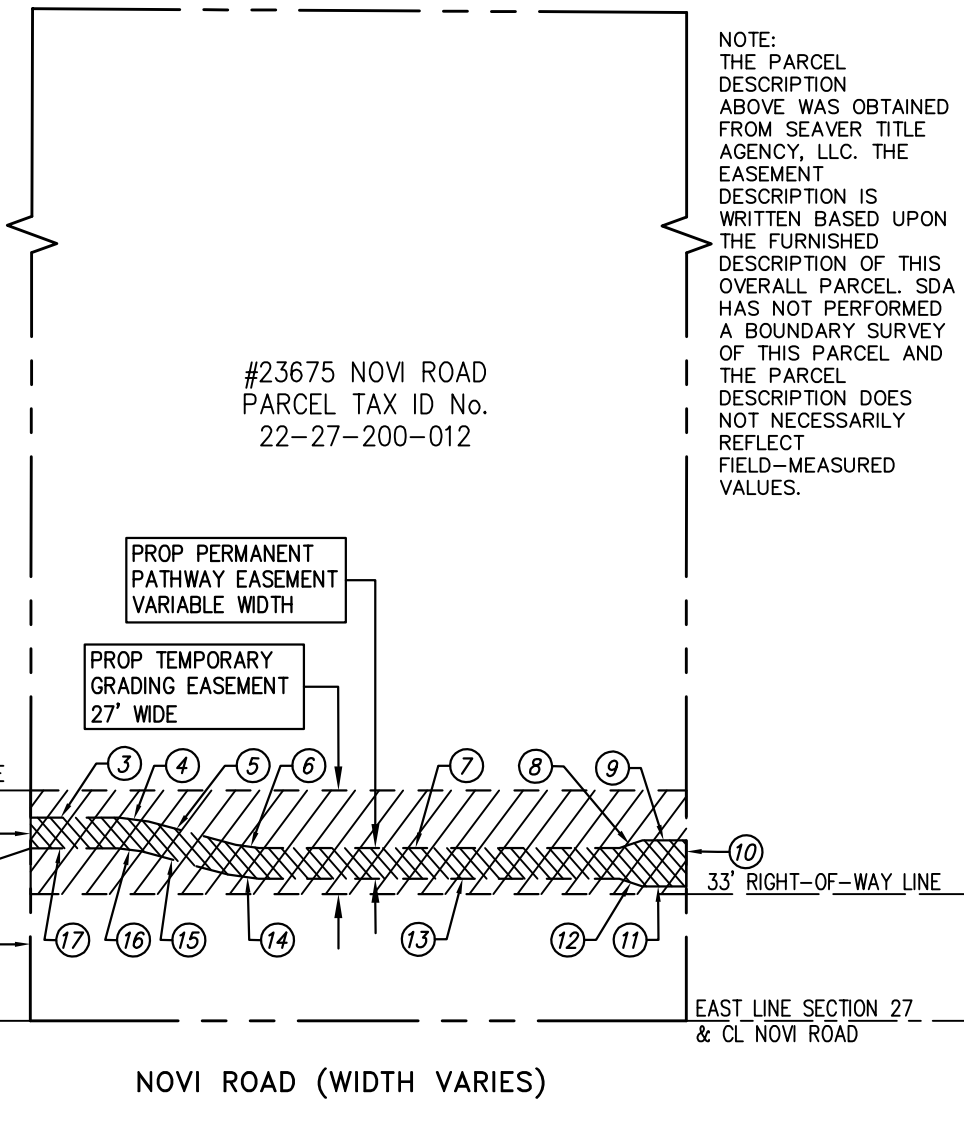 NOTE:
THE PARCEL
DESCRIPTION
ABOVE WAS OBTAINED
FROM SEAVER TITLE
AGENCY, LLC. THE
EASEMENT
DESCRIPTION IS
WRITTEN BASED UPON
THE FURNISHED
DESCRIPTION OF THIS
OVERALL PARCEL. SDA
HAS NOT PERFORMED
A BOUNDARY SURVEY
OF THIS PARCEL AND
THE PARCEL
DESCRIPTION DOES
NOT NECESSARILY
REFLECT
FIELD-MEASURED
VALUES.
#23675 NOVI ROAD
PARCEL TAX ID No.
22-27-200-012
PROP PERMANENT
PATHWAY EASEMENT
VARIABLE WIDTH
PROP TEMPORARY
GRADING EASEMENT
27' WIDE
3 4 5 6 7 8 9
10
33' RIGHT-OF-WAY LINE
17 16 15 14 13 12 11
EAST LINE SECTION 27
& CL NOVI ROAD
NOVI ROAD (WIDTH VARIES)